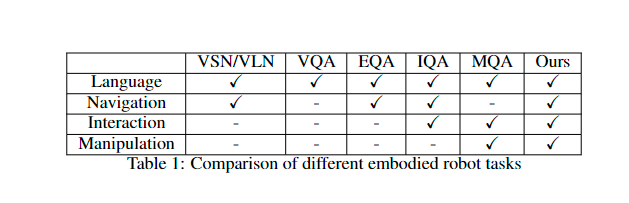 VSN/VLN VQA EQA IQA MQA Ours
Language ✓ ✓ ✓ ✓ ✓ ✓
Navigation ✓ - ✓ ✓ - ✓
Interaction - - - ✓ ✓ ✓
Manipulation - - - - ✓ ✓
Table 1: Comparison of different embodied robot tasks